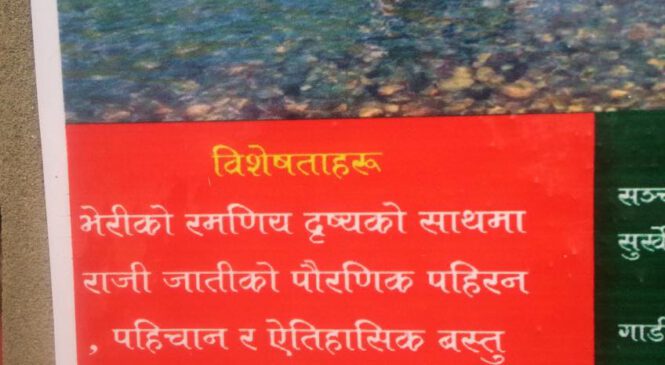 विशेषताहरू
भेरीको रमणिय दृष्यको साथमा
राजी जातीको पौरणिक पहिरन
, पहिचान र ऐतिहासिक बस्तु